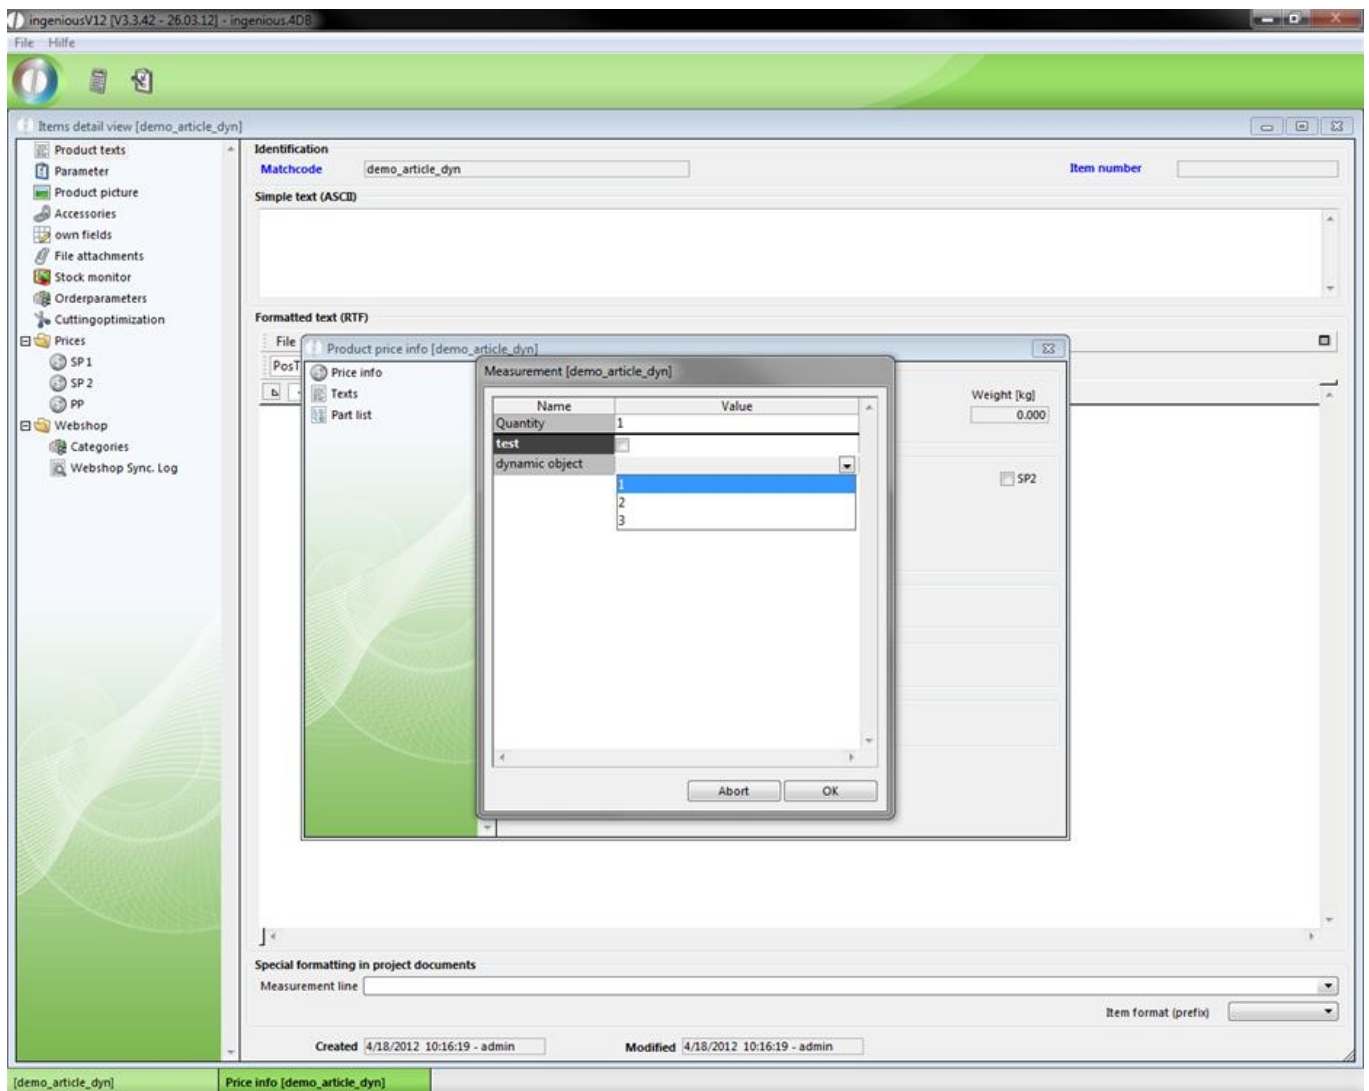 ingeniousV12 [V3.3.42 - 26.03.12] - ingenious.4DB
File Hilfe
Items detail view [demo_article_dyn]
Product texts
Parameter
Product picture
Accessories
own fields
File attachments
Stock monitor
Orderparameters
Cuttingoptimization
Prices
SP 1
SP 2
PP
Webshop
Categories
Webshop Sync. Log
Identification
Matchcode demo_article_dyn Item number
Simple text (ASCII)
Formatted text (RTF)
File
PosT
Product price info [demo_article_dyn]
Price info
Texts
Part list
Weight [kg]
0.000
SP2
Measurement [demo_article_dyn]
Name Value
Quantity 1
test
dynamic object
1
2
3
Abort OK
Special formatting in project documents
Measurement line
Item format (prefix)
Created 4/18/2012 10:16:19 - admin Modified 4/18/2012 10:16:19 - admin
[demo_article_dyn] Price info [demo_article_dyn]